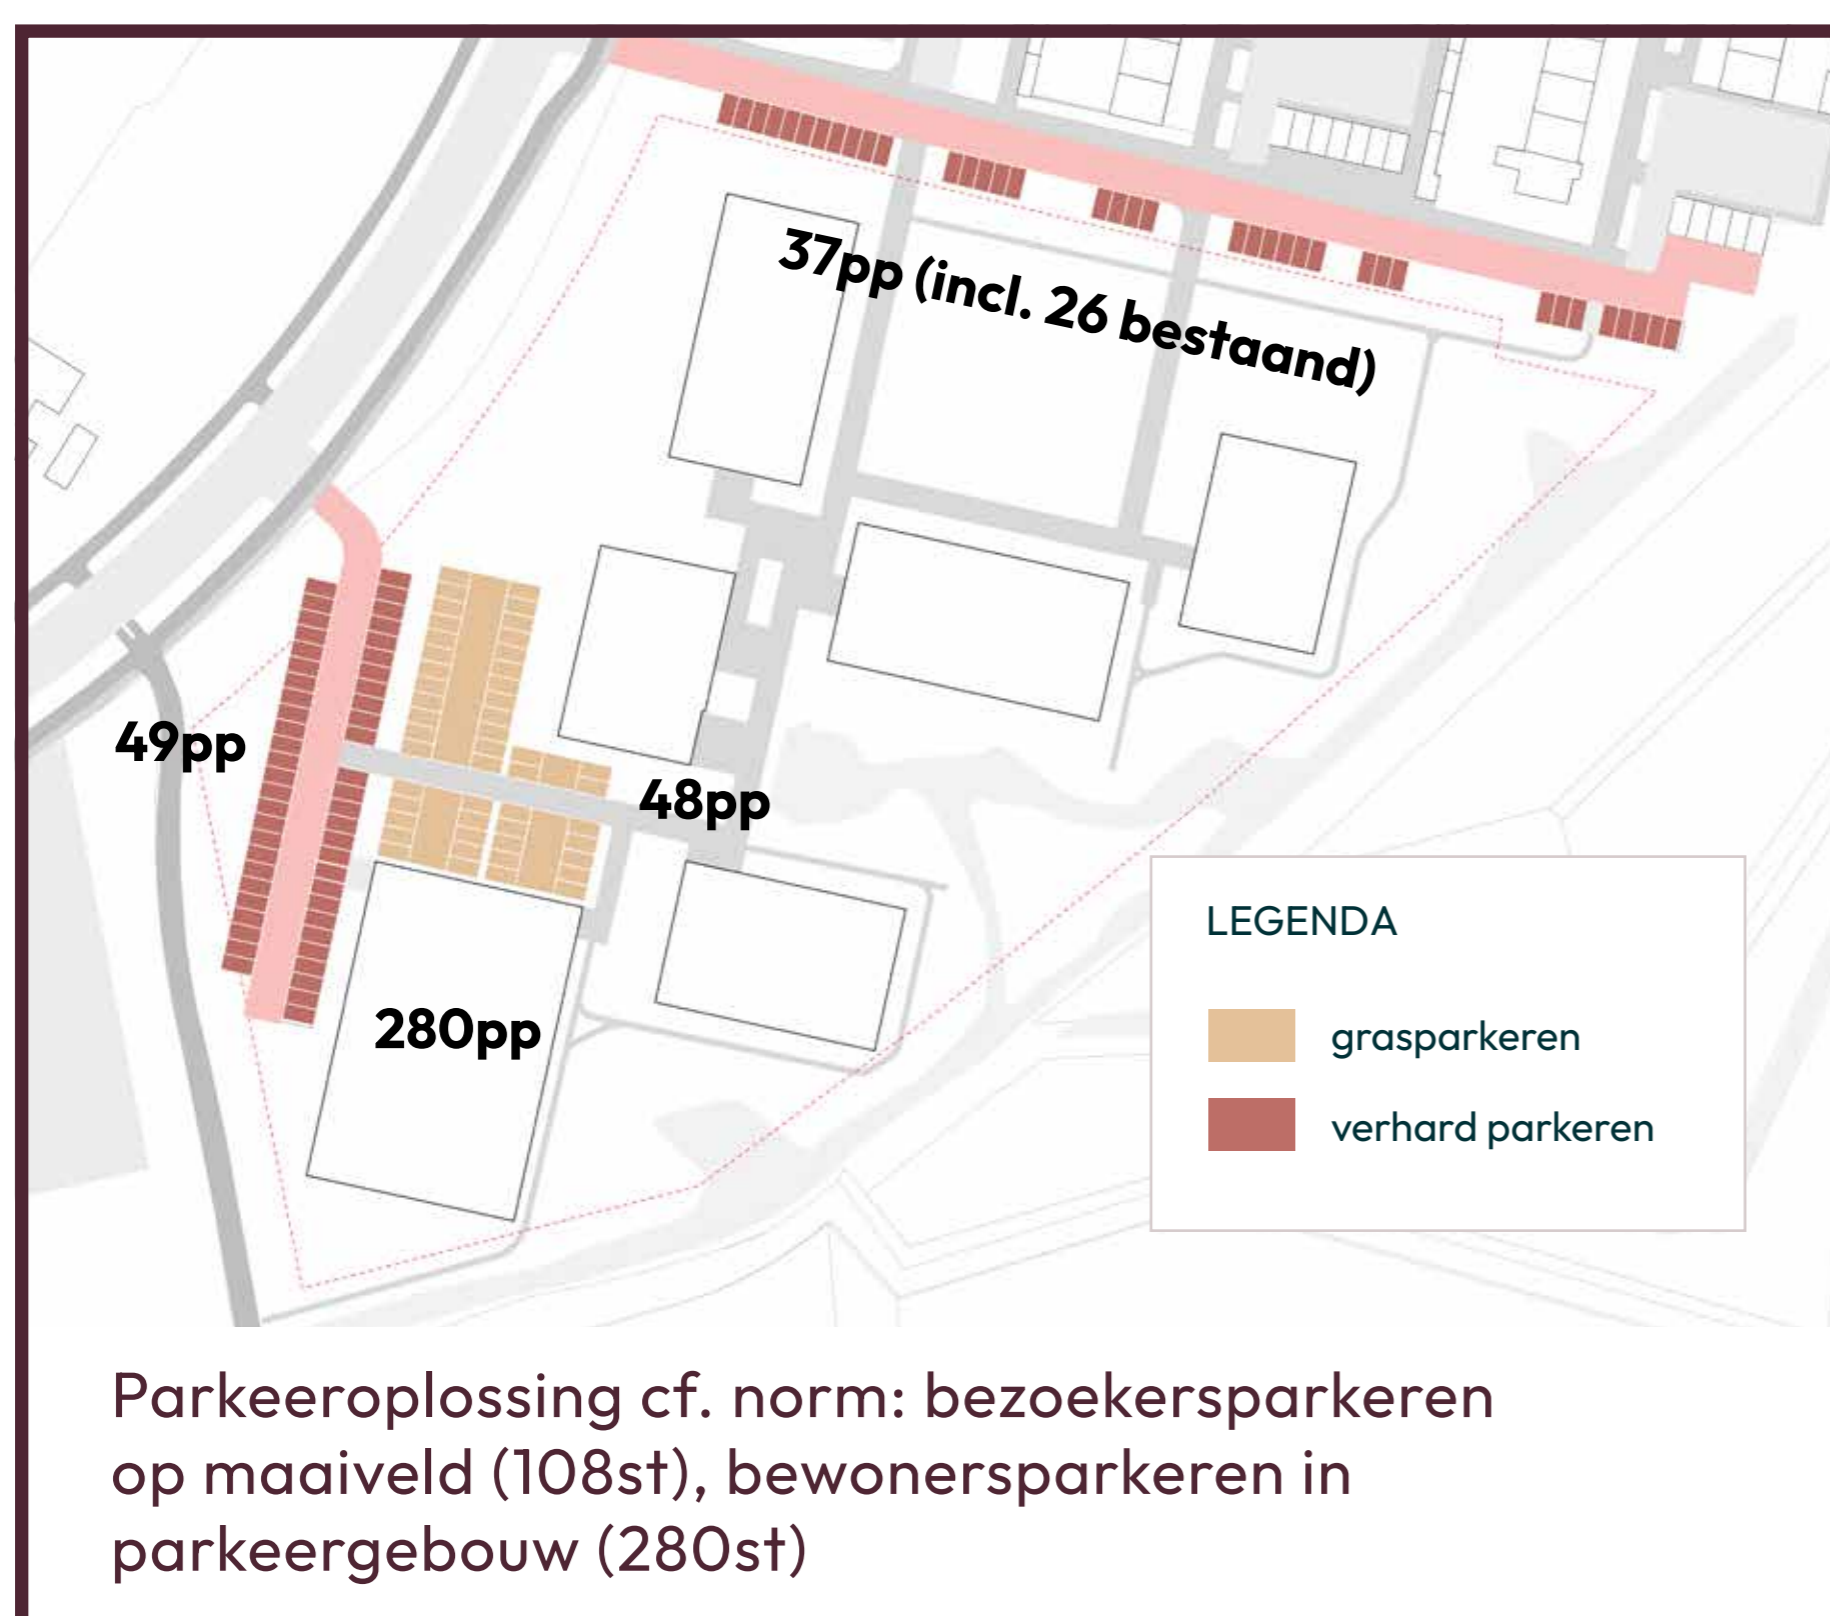 37pp (incl. 26 bestaand)
49pp
48pp
280pp
LEGENDA
grasparkeren
verhard parkeren
Parkeeroplossing cf. norm: bezoekersparkeren
op maaiveld (108st), bewonersparkeren in
parkeergebouw (280st)